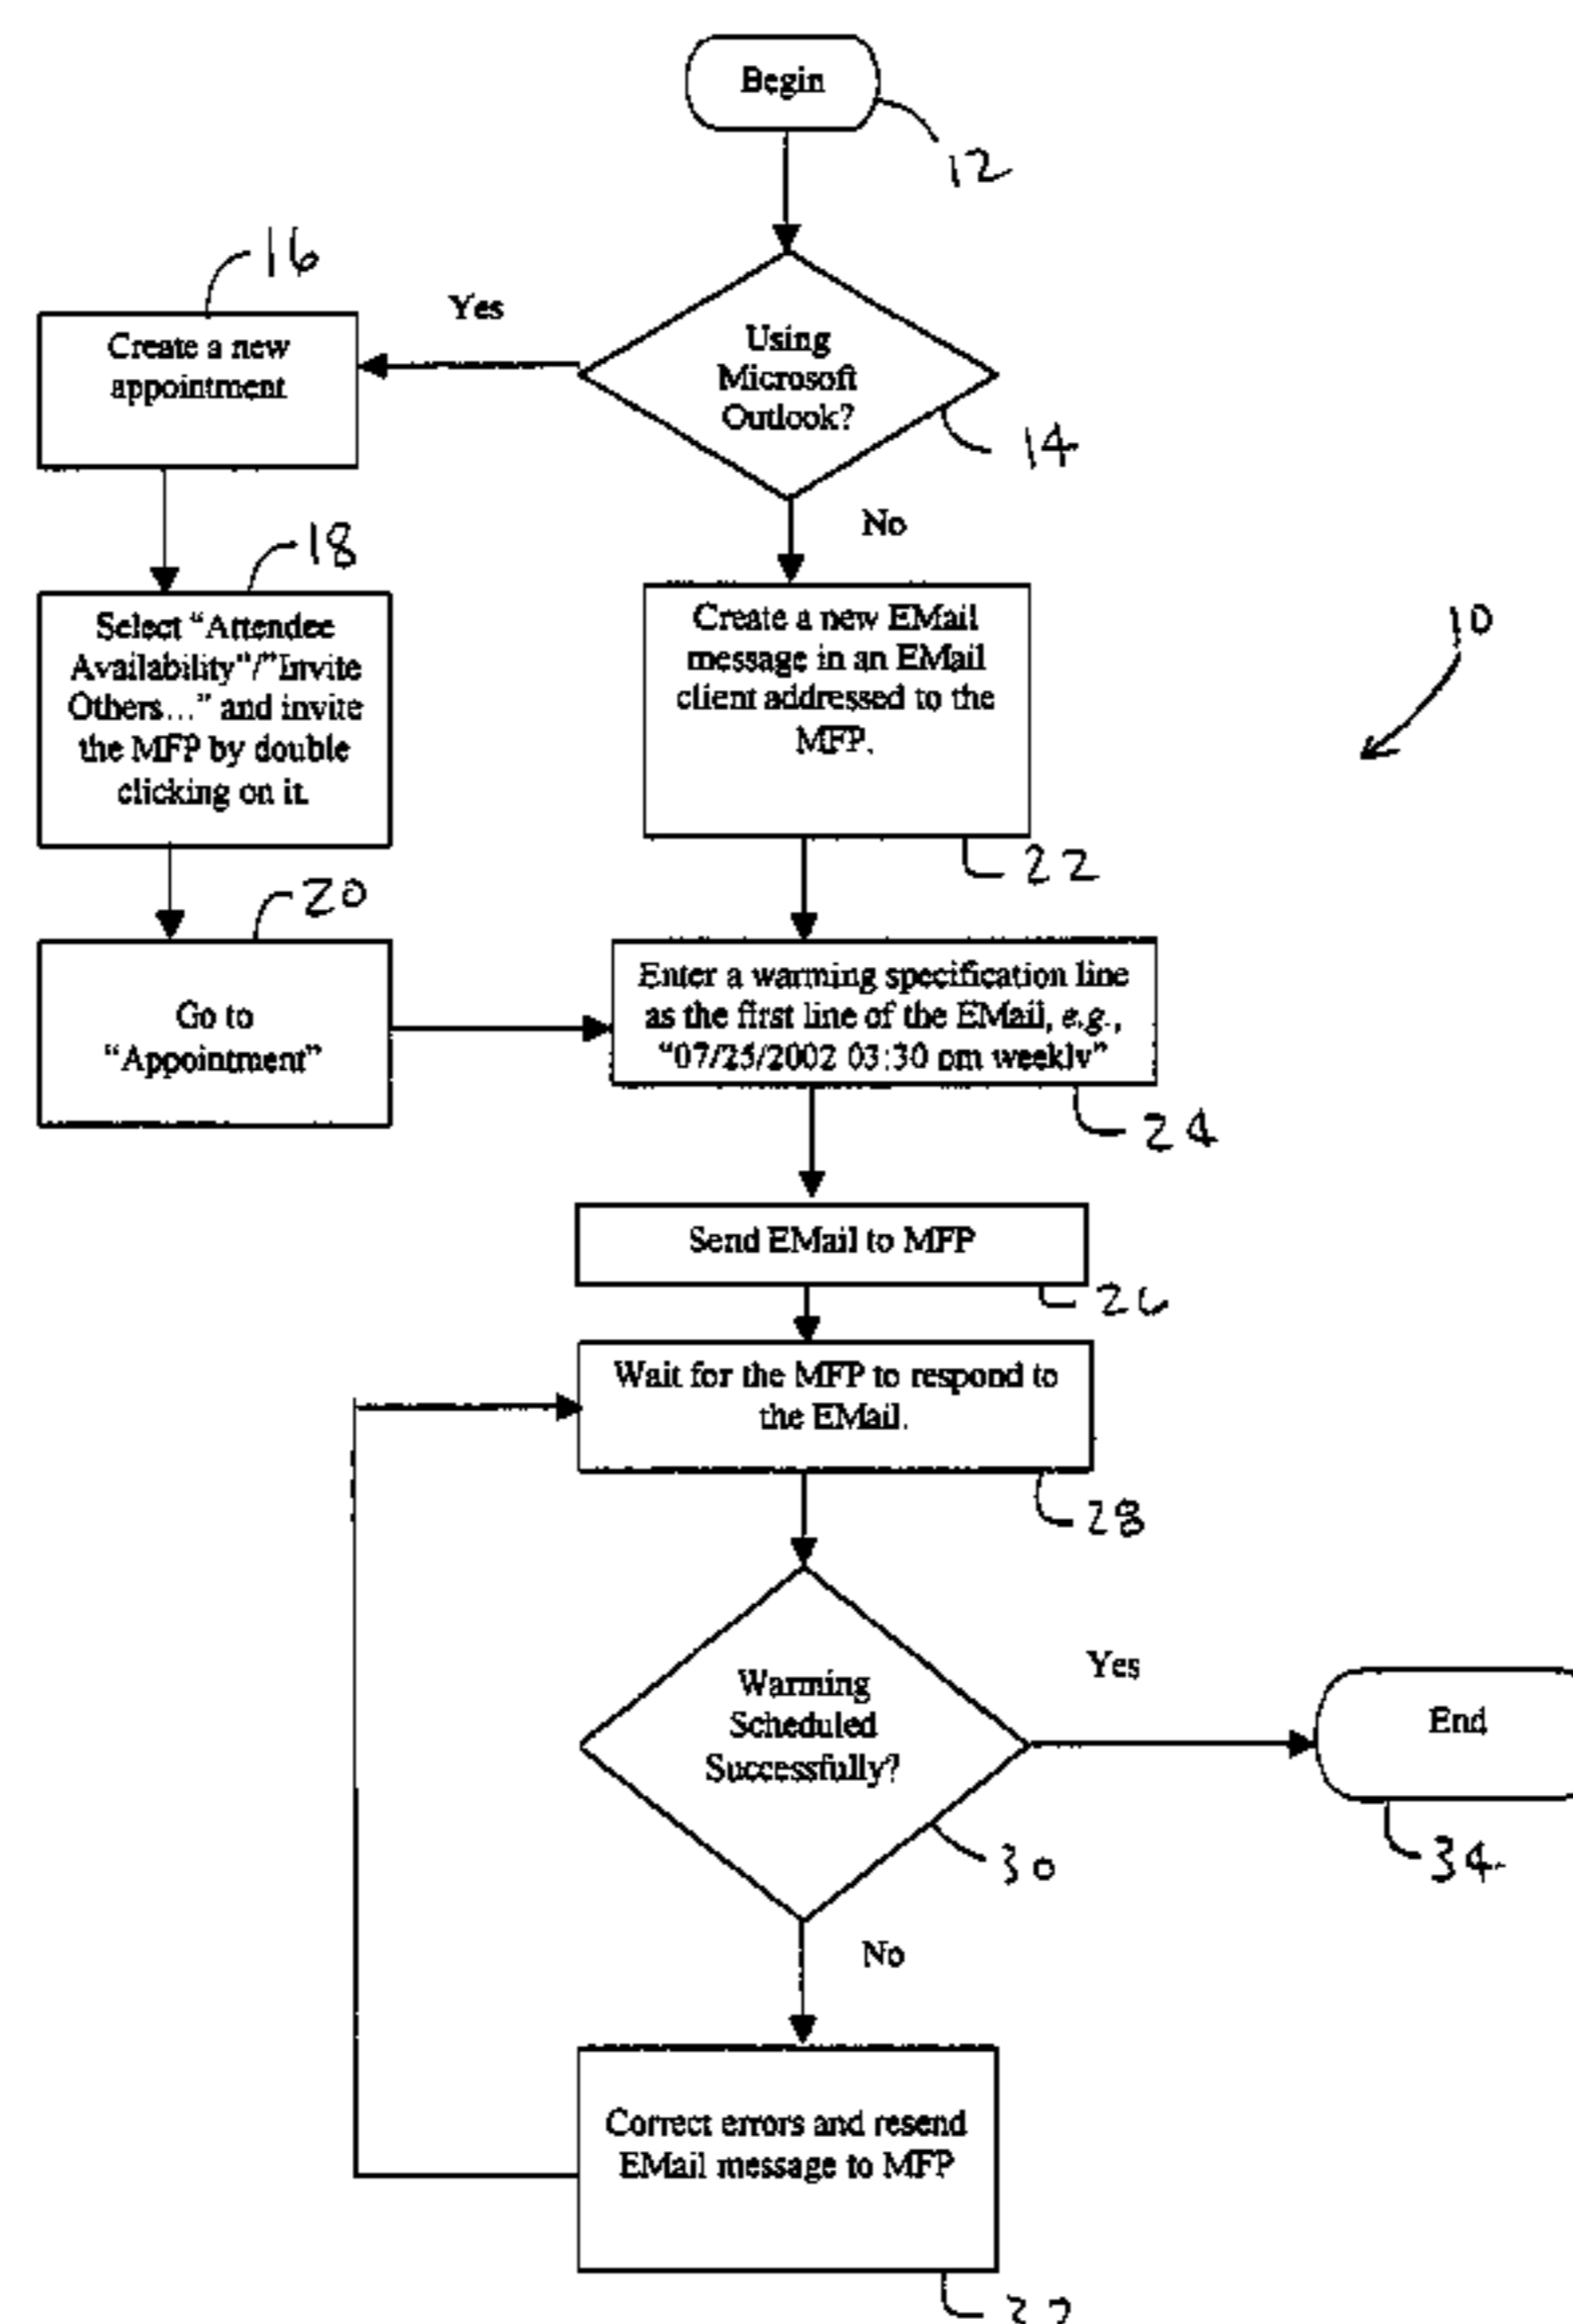 Begin
12
16
Yes
Create a new
appointment
Using
Microsoft
Outlook?
14
No
18
Select “Attendee
Availability”/”Invite
Others…” and invite
the MFP by double
clicking on it.
Create a new EMail
message in an EMail
client addressed to the
MFP.
10
22
20
Go to
“Appointment”
Enter a warming specification line
as the first line of the EMail, e.g.,
“07/25/2002 03:30 pm weekly”
24
Send EMail to MFP
26
Wait for the MFP to respond to
the EMail.
28
Warming
Scheduled
Successfully?
Yes
End
30
34
No
Correct errors and resend
EMail message to MFP
32